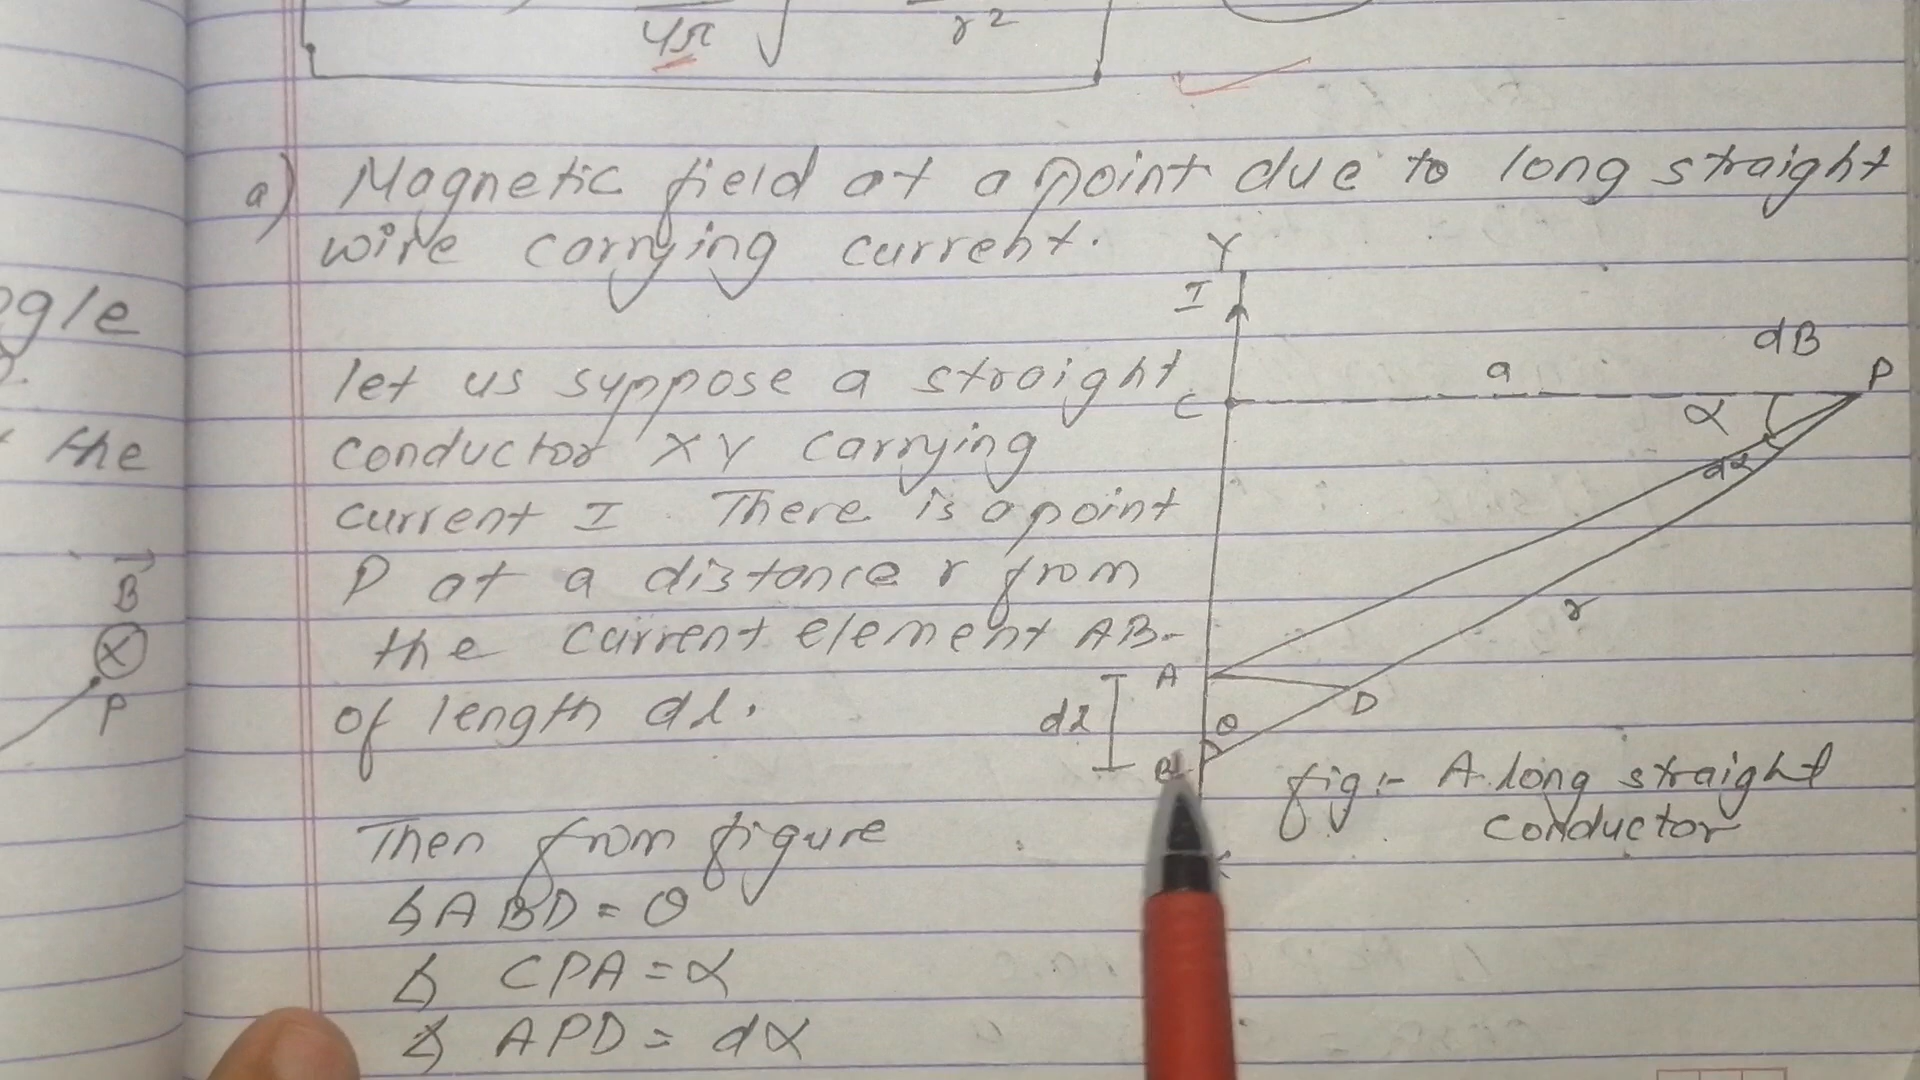 4π r²
a) Magnetic field at a point due to long straight
wire carrying current.
Y
I
let us suppose a straight
conductor XY carrying
current I There is a point
P at a distance r from
the current element AB-
of length dl.
C
a
dB
P
α
dα
r
A
D
dl
θ
B
fig:- A long straight
conductor
Then from figure
∠ABD = θ
∠ CPA = α
∠ APD = dα
ogle
the
B
P